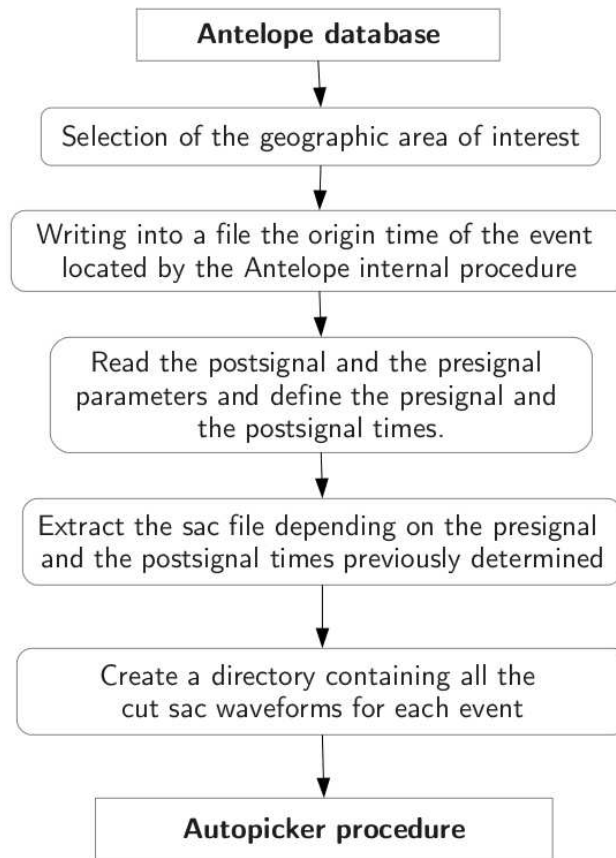 Antelope database
Selection of the geographic area of interest
Writing into a file the origin time of the event
located by the Antelope internal procedure
Read the postsignal and the presignal
parameters and define the presignal and
the postsignal times.
Extract the sac file depending on the presignal
and the postsignal times previously determined
Create a directory containing all the
cut sac waveforms for each event
Autopicker procedure